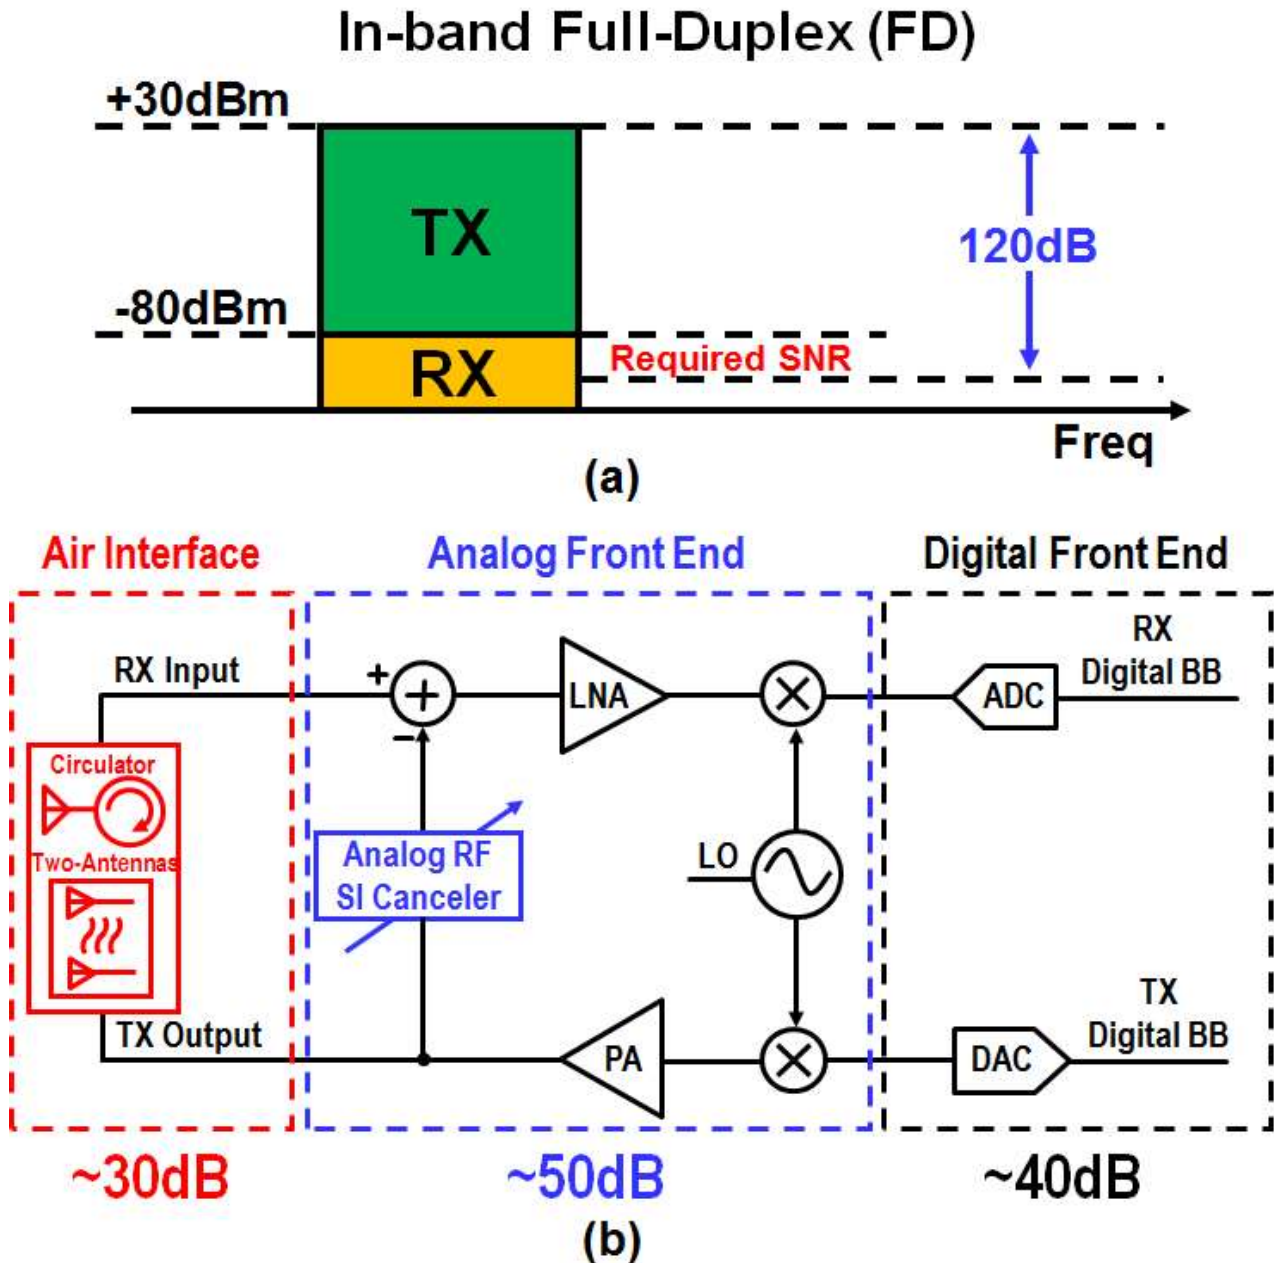 In-band Full-Duplex (FD)
+30dBm
TX
120dB
-80dBm
Required SNR
RX
Freq
(a)
Air Interface
Analog Front End
Digital Front End
RX Input
+
LNA
ADC
RX
Digital BB
−
Circulator
Two-Antennas
Analog RF
SI Canceler
LO
TX Output
PA
DAC
TX
Digital BB
~30dB
~50dB
~40dB
(b)